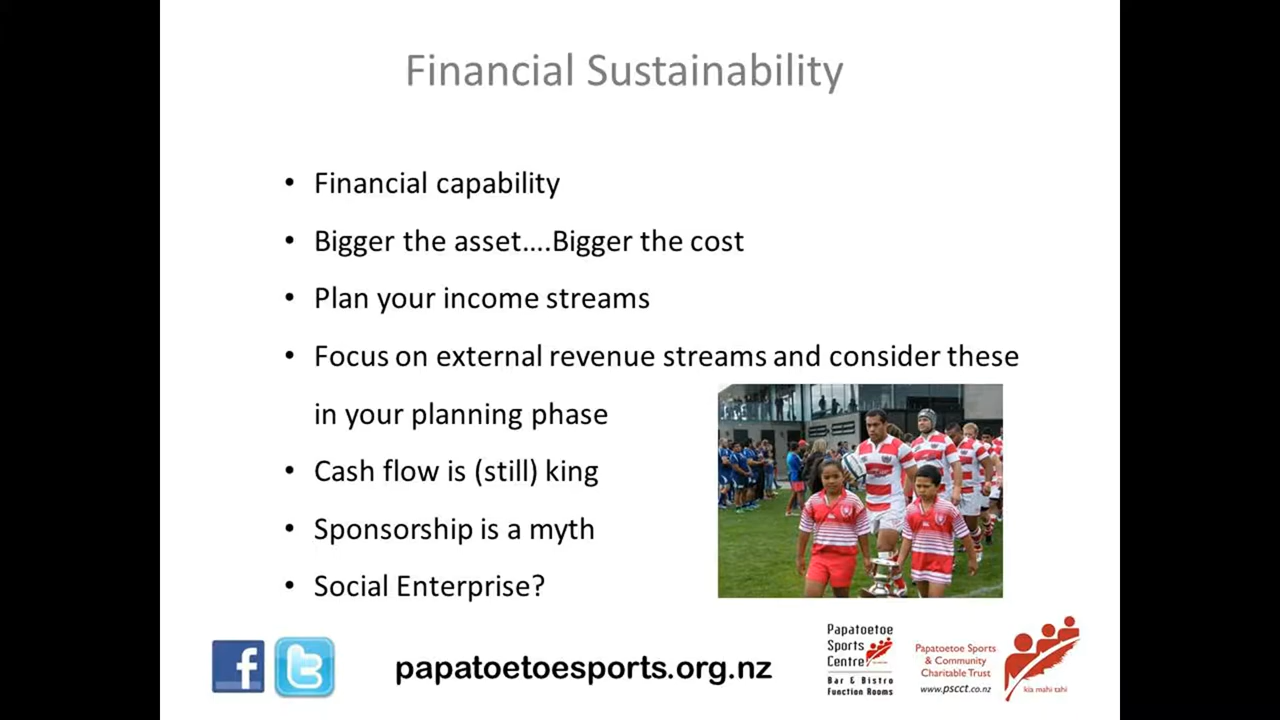 Financial Sustainability
• Financial capability
• Bigger the asset....Bigger the cost
• Plan your income streams
• Focus on external revenue streams and consider these
in your planning phase
• Cash flow is (still) king
• Sponsorship is a myth
• Social Enterprise?
papatoetoesports.org.nz
Papatoetoe
Sports
Centre
Bar & Bistro
Function Rooms
Papatoetoe Sports
& Community
Charitable Trust
www.pscct.co.nz
kia mahi tahi